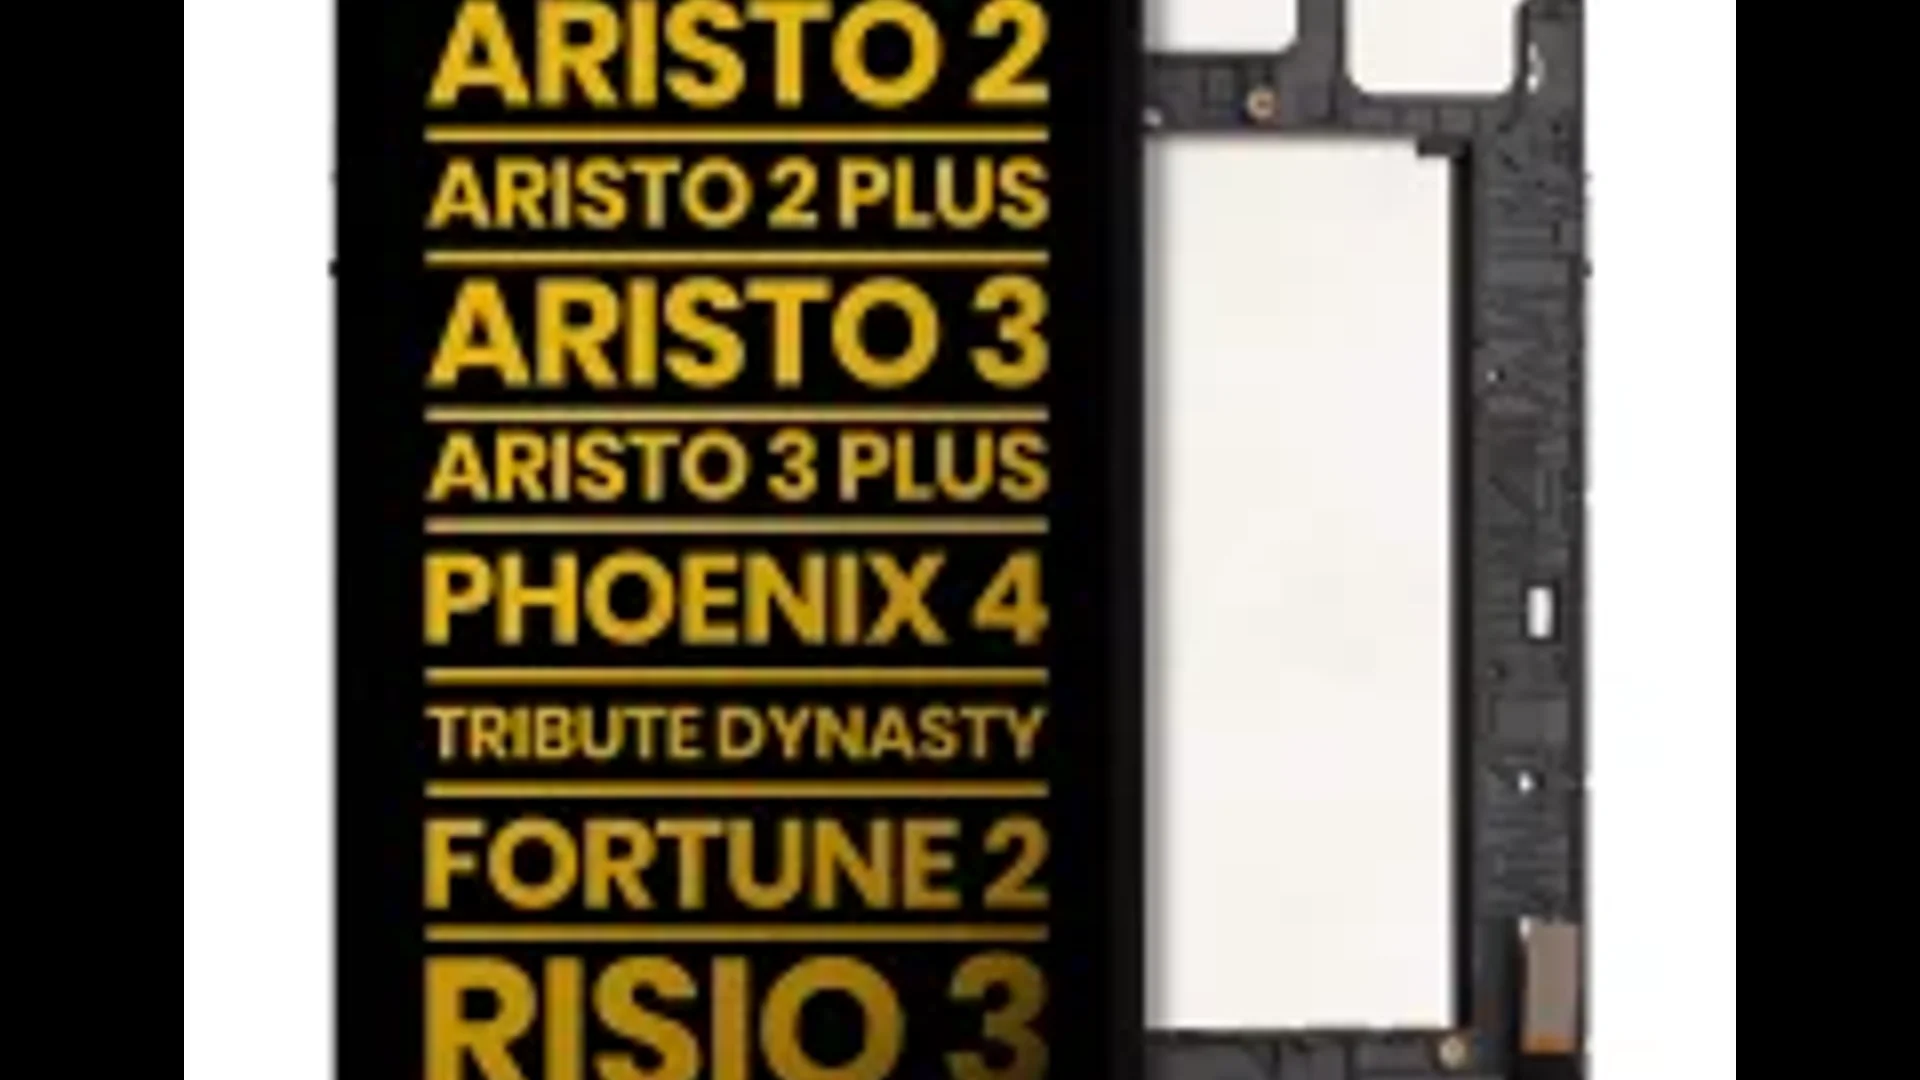 ARISTO 2
ARISTO 2 PLUS
ARISTO 3
ARISTO 3 PLUS
PHOENIX 4
TRIBUTE DYNASTY
FORTUNE 2
RISIO 3